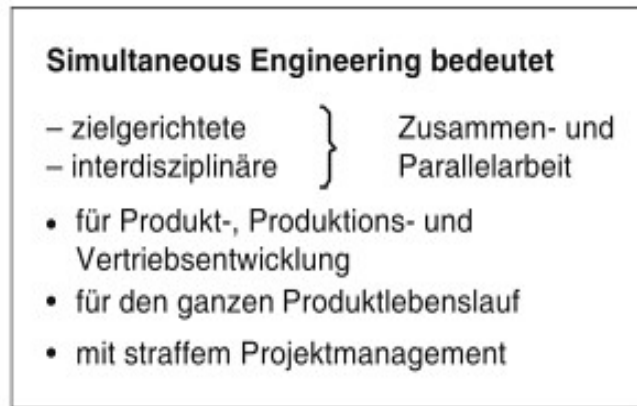 Simultaneous Engineering bedeutet
– zielgerichtete } Zusammen- und
– interdisziplinäre Parallelarbeit
• für Produkt-, Produktions- und
Vertriebsentwicklung
• für den ganzen Produktlebenslauf
• mit straffem Projektmanagement